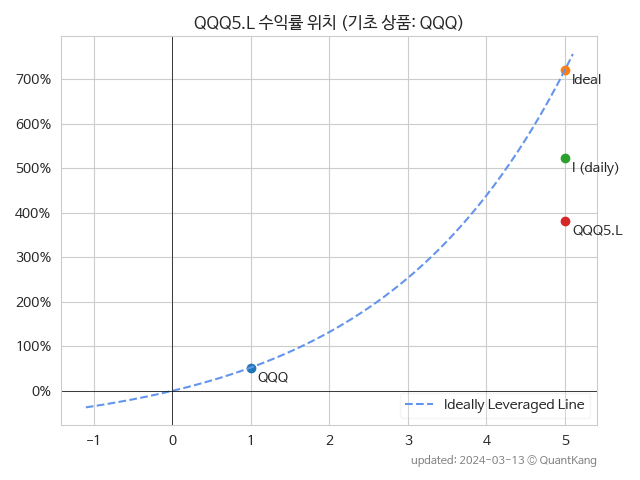 QQQ5.L 수익률 위치 (기초 상품: QQQ)
700%
600%
500%
400%
300%
200%
100%
0%
Ideal
I (daily)
QQQ5.L
QQQ
Ideally Leveraged Line
−1
0
1
2
3
4
5
updated: 2024-03-13 © QuantKang